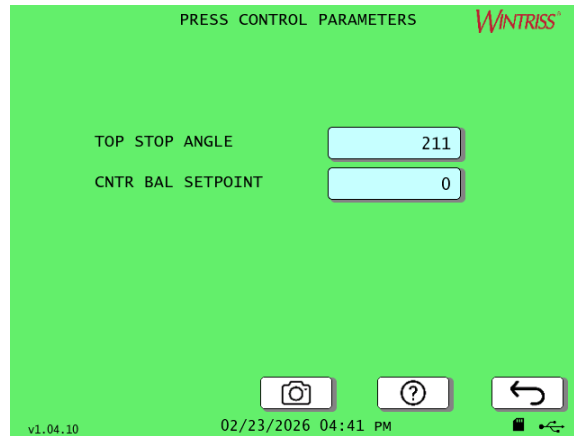 PRESS CONTROL PARAMETERS WINTRISS
TOP STOP ANGLE 211
CNTR BAL SETPOINT 0
v1.04.10 02/23/2026 04:41 PM